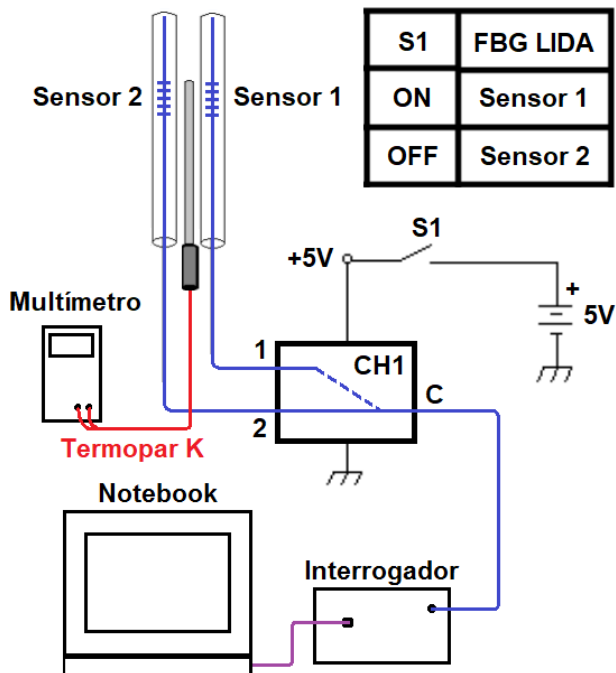 Sensor 2
Sensor 1
S1 FBG LIDA
ON Sensor 1
OFF Sensor 2
S1
+5V
+
5V
Multímetro
1
CH1
C
2
Termopar K
Notebook
Interrogador